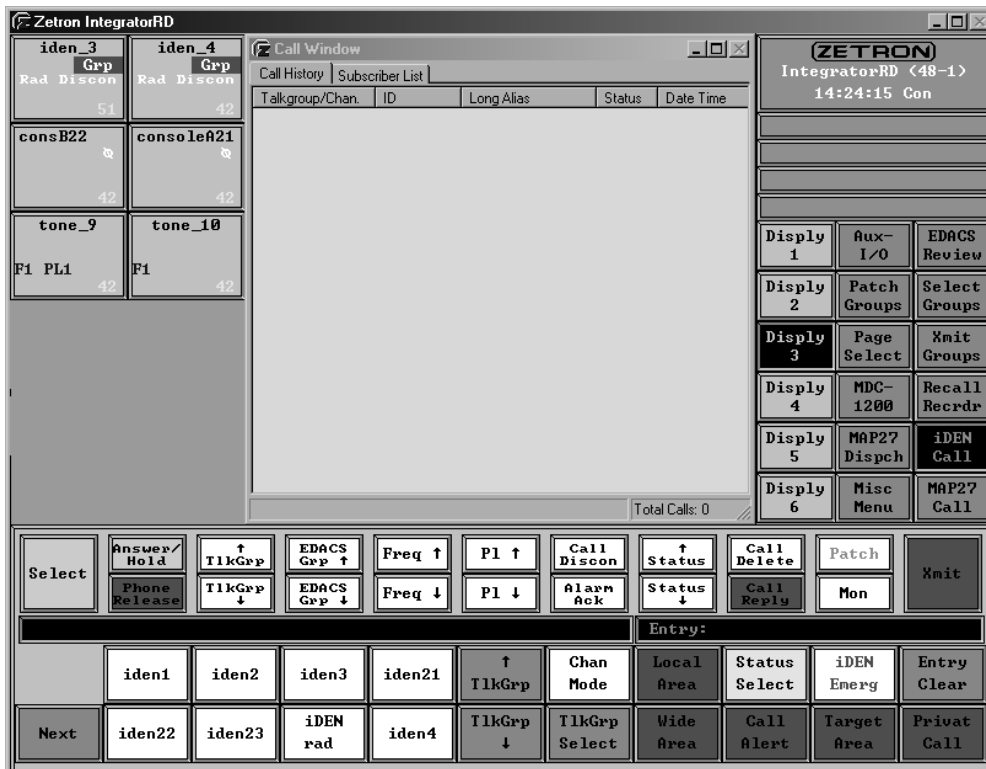 Zetron IntegratorRD
iden_3
Grp
Rad Discon
51
iden_4
Grp
Rad Discon
42
consB22
42
consoleA21
42
tone_9
F1 PL1
42
tone_10
F1
42
Call Window
Call History Subscriber List
Talkgroup/Chan. ID Long Alias Status Date Time
Total Calls: 0
ZETRON
IntegratorRD (48-1)
14:24:15 Con
Disply 1
Aux-I/O
EDACS Review
Disply 2
Patch Groups
Select Groups
Disply 3
Page Select
Xmit Groups
Disply 4
MDC-1200
Recall Recrdr
Disply 5
MAP27 Dispch
iDEN Call
Disply 6
Misc Menu
MAP27 Call
Select
Answer/Hold
↑ TlkGrp
EDACS Grp ↑
Freq ↑
Pl ↑
Call Discon
↑ Status
Call Delete
Patch
Xmit
Phone Release
TlkGrp ↓
EDACS Grp ↓
Freq ↓
Pl ↓
Alarm Ack
Status ↓
Call Reply
Mon
Entry:
iden1
iden2
iden3
iden21
↑ TlkGrp
Chan Mode
Local Area
Status Select
iDEN Emerg
Entry Clear
Next
iden22
iden23
iDEN rad
iden4
TlkGrp ↓
TlkGrp Select
Wide Area
Call Alert
Target Area
Privat Call